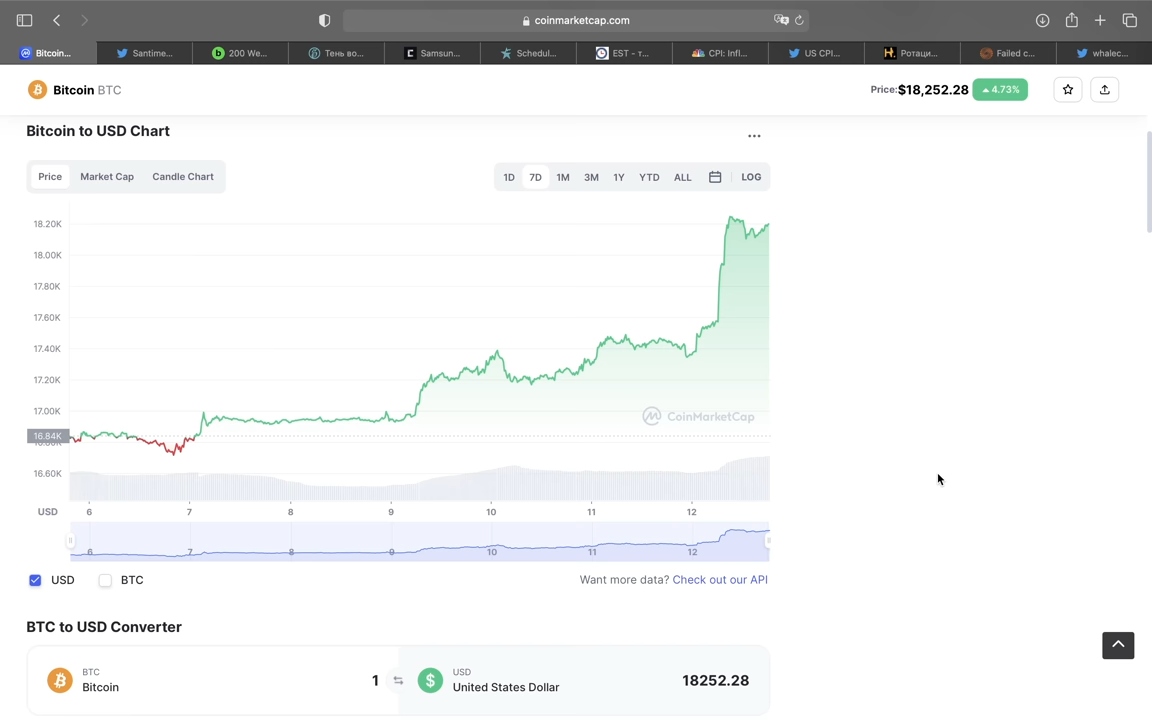 coinmarketcap.com
Bitcoin...
Santime...
200 We...
Тень во...
Samsun...
Schedul...
EST - т...
CPI: Infl...
US CPI...
Ротаци...
Failed c...
whalec...
Bitcoin BTC
Price:$18,252.28 4.73%
Bitcoin to USD Chart
Price Market Cap Candle Chart
1D 7D 1M 3M 1Y YTD ALL LOG
18.20K
18.00K
17.80K
17.60K
17.40K
17.20K
17.00K
16.84K
16.60K
CoinMarketCap
USD 6 7 8 9 10 11 12
6 7 8 9 10 11 12
USD BTC
Want more data? Check out our API
BTC to USD Converter
BTC
Bitcoin
1
USD
United States Dollar
18252.28